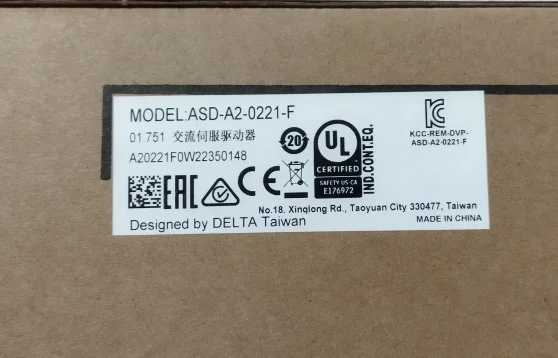 MODEL:ASD-A2-0221-F
01.751 交流伺服驱动器
A20221F0W22350148
20
UL
CERTIFIED
SAFETY US-CA
E176972
IND.CONT.EQ.
KCC-REM-DVP-
ASD-A2-0221-F
EAC CE
No.18. Xinglong Rd., Taoyuan City 330477, Taiwan
Designed by DELTA Taiwan
MADE IN CHINA